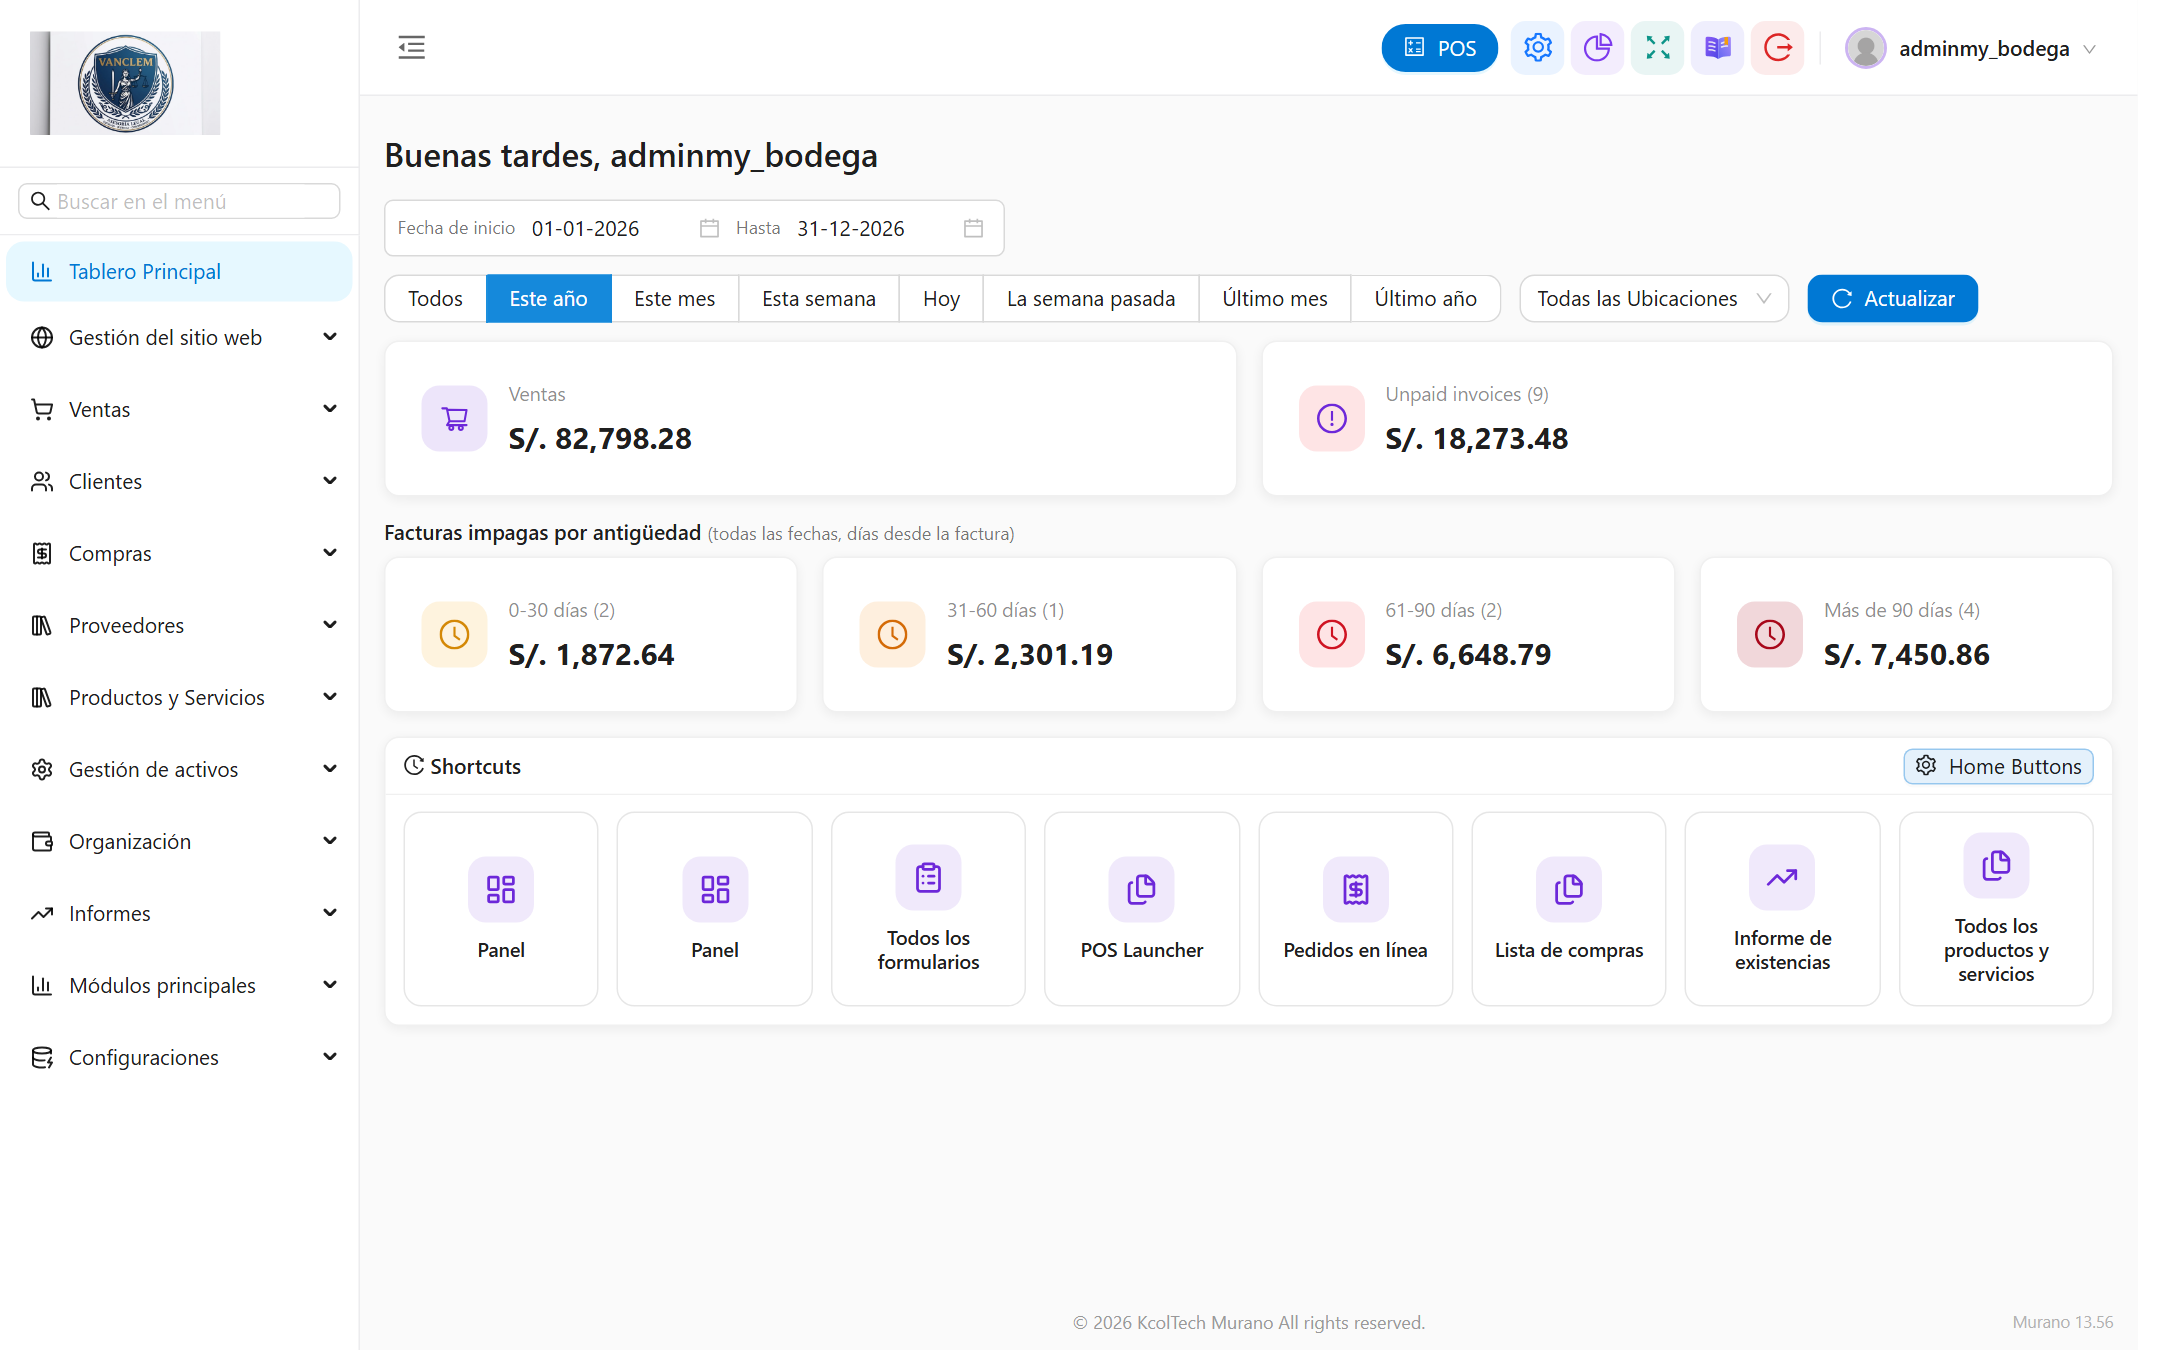 VANCLEM
ASESORÍA LEGAL
POS
adminmy_bodega
Buscar en el menú
Tablero Principal
Gestión del sitio web
Ventas
Clientes
Compras
Proveedores
Productos y Servicios
Gestión de activos
Organización
Informes
Módulos principales
Configuraciones
Buenas tardes, adminmy_bodega
Fecha de inicio 01-01-2026 Hasta 31-12-2026
Todos Este año Este mes Esta semana Hoy La semana pasada Último mes Último año Todas las Ubicaciones Actualizar
Ventas
S/. 82,798.28
Unpaid invoices (9)
S/. 18,273.48
Facturas impagas por antigüedad (todas las fechas, días desde la factura)
0-30 días (2)
S/. 1,872.64
31-60 días (1)
S/. 2,301.19
61-90 días (2)
S/. 6,648.79
Más de 90 días (4)
S/. 7,450.86
Shortcuts
Home Buttons
Panel
Panel
Todos los
formularios
POS Launcher
Pedidos en línea
Lista de compras
Informe de
existencias
Todos los
productos y
servicios
© 2026 KcolTech Murano All rights reserved.
Murano 13.56